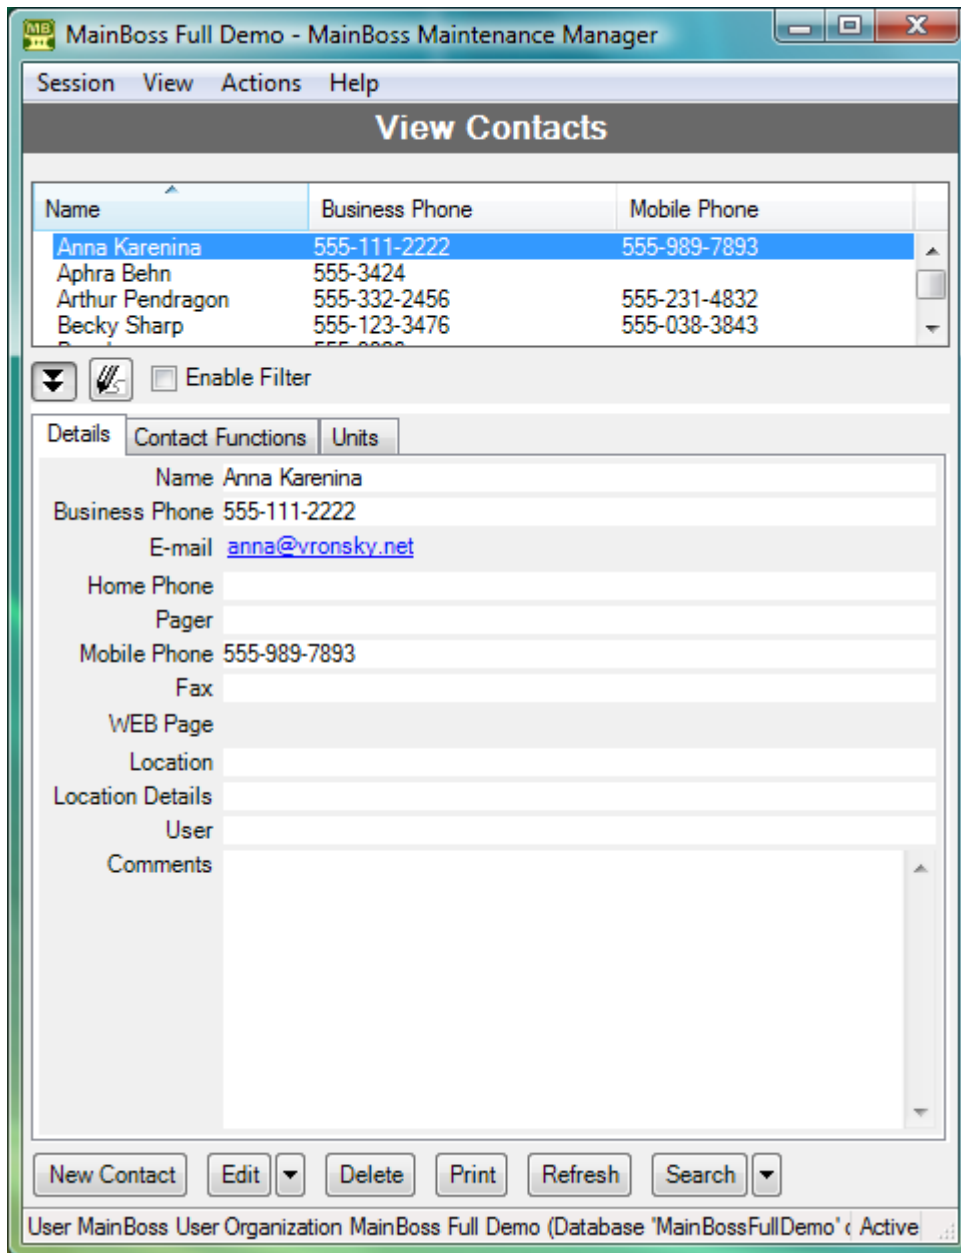 MB MainBoss Full Demo - MainBoss Maintenance Manager
Session View Actions Help
View Contacts
Name Business Phone Mobile Phone
Anna Karenina 555-111-2222 555-989-7893
Aphra Behn 555-3424
Arthur Pendragon 555-332-2456 555-231-4832
Becky Sharp 555-123-3476 555-038-3843
Enable Filter
Details Contact Functions Units
Name Anna Karenina
Business Phone 555-111-2222
E-mail anna@vronsky.net
Home Phone
Pager
Mobile Phone 555-989-7893
Fax
WEB Page
Location
Location Details
User
Comments
New Contact Edit Delete Print Refresh Search
User MainBoss User Organization MainBoss Full Demo (Database 'MainBossFullDemo' Active